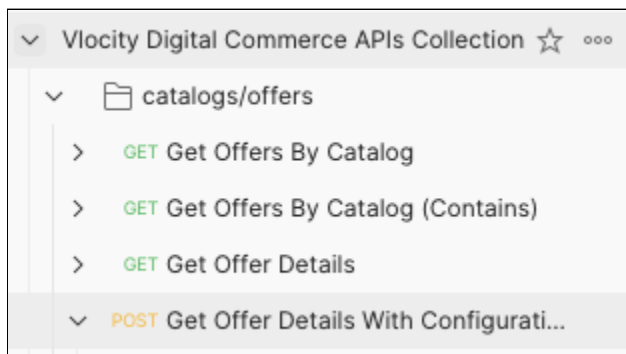 Vlocity Digital Commerce APIs Collection
catalogs/offers
GET Get Offers By Catalog
GET Get Offers By Catalog (Contains)
GET Get Offer Details
POST Get Offer Details With Configurati...